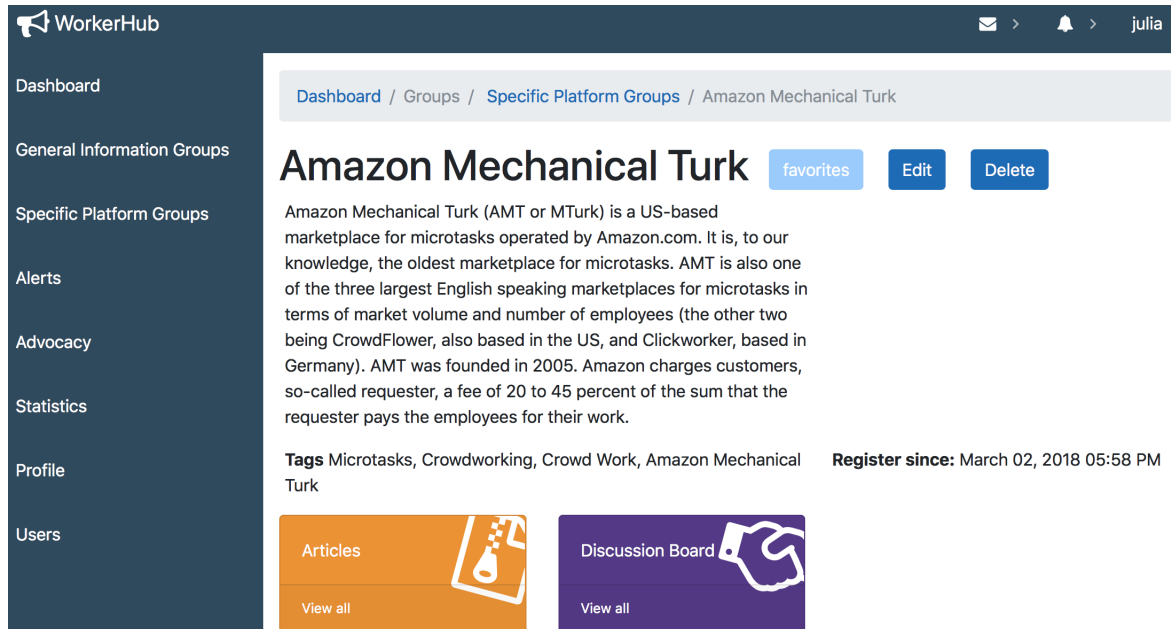 WorkerHub
julia
Dashboard
General Information Groups
Specific Platform Groups
Alerts
Advocacy
Statistics
Profile
Users
Dashboard / Groups / Specific Platform Groups / Amazon Mechanical Turk
Amazon Mechanical Turk
favorites
Edit
Delete
Amazon Mechanical Turk (AMT or MTurk) is a US-based
marketplace for microtasks operated by Amazon.com. It is, to our
knowledge, the oldest marketplace for microtasks. AMT is also one
of the three largest English speaking marketplaces for microtasks in
terms of market volume and number of employees (the other two
being CrowdFlower, also based in the US, and Clickworker, based in
Germany). AMT was founded in 2005. Amazon charges customers,
so-called requester, a fee of 20 to 45 percent of the sum that the
requester pays the employees for their work.
Tags Microtasks, Crowdworking, Crowd Work, Amazon Mechanical
Turk
Register since: March 02, 2018 05:58 PM
Articles
View all
Discussion Board
View all